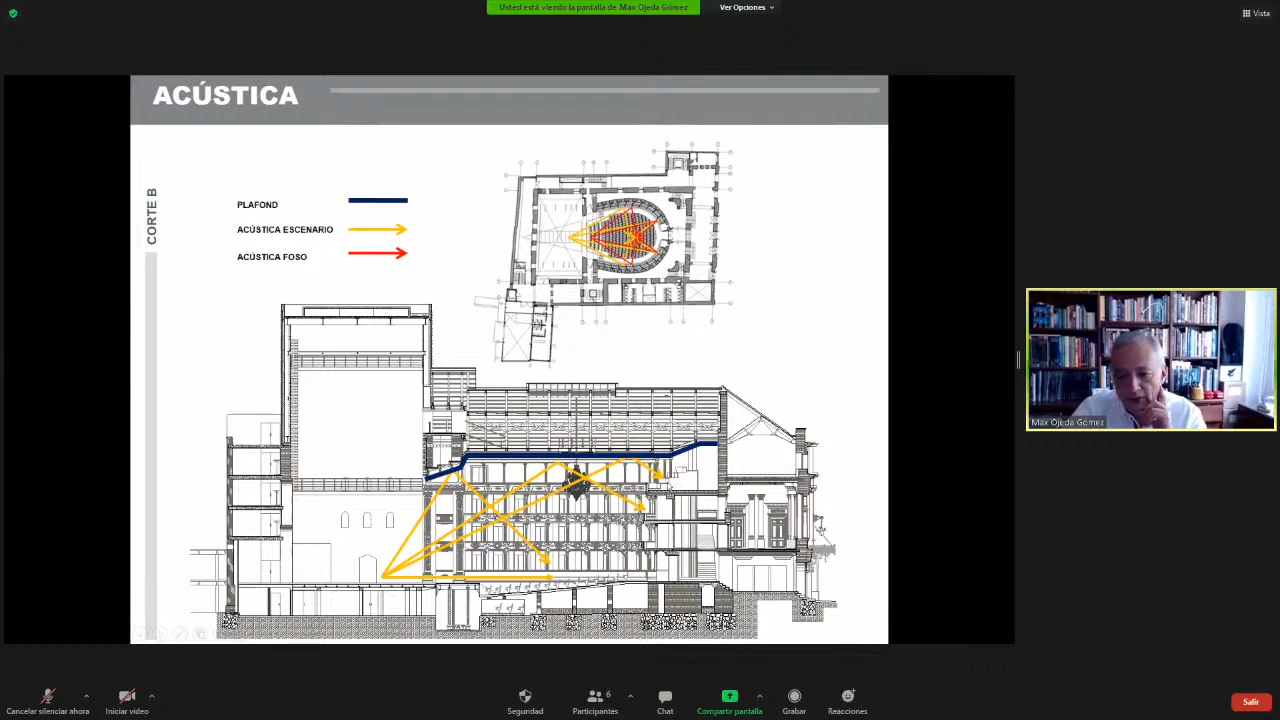 Usted está viendo la pantalla de Max Ojeda Gómez
Ver Opciones
Vista
ACÚSTICA
CORTE B
PLAFOND
ACÚSTICA ESCENARIO
ACÚSTICA FOSO
Max Ojeda Gómez
Cancelar silenciar ahora
Iniciar video
Seguridad
Participantes
6
Chat
Compartir pantalla
Grabar
Reacciones
Salir